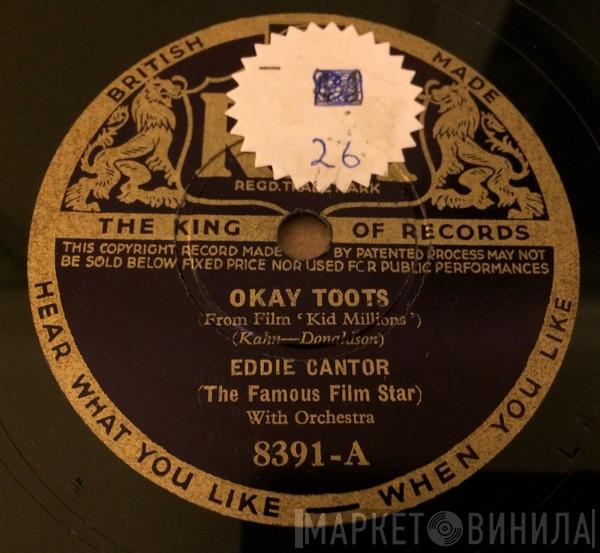 BRITISH MADE
26
REGD. TRADE MARK
THE KING OF RECORDS
THIS COPYRIGHT RECORD MADE BY PATENTED PROCESS MAY NOT
BE SOLD BELOW FIXED PRICE NOR USED FOR PUBLIC PERFORMANCES
OKAY TOOTS
(From Film ‘Kid Millions’)
(Kahn—Donaldson)
EDDIE CANTOR
(The Famous Film Star)
With Orchestra
8391-A
HEAR WHAT YOU LIKE — WHEN YOU LIKE
МАРКЕТ ВИНИЛА